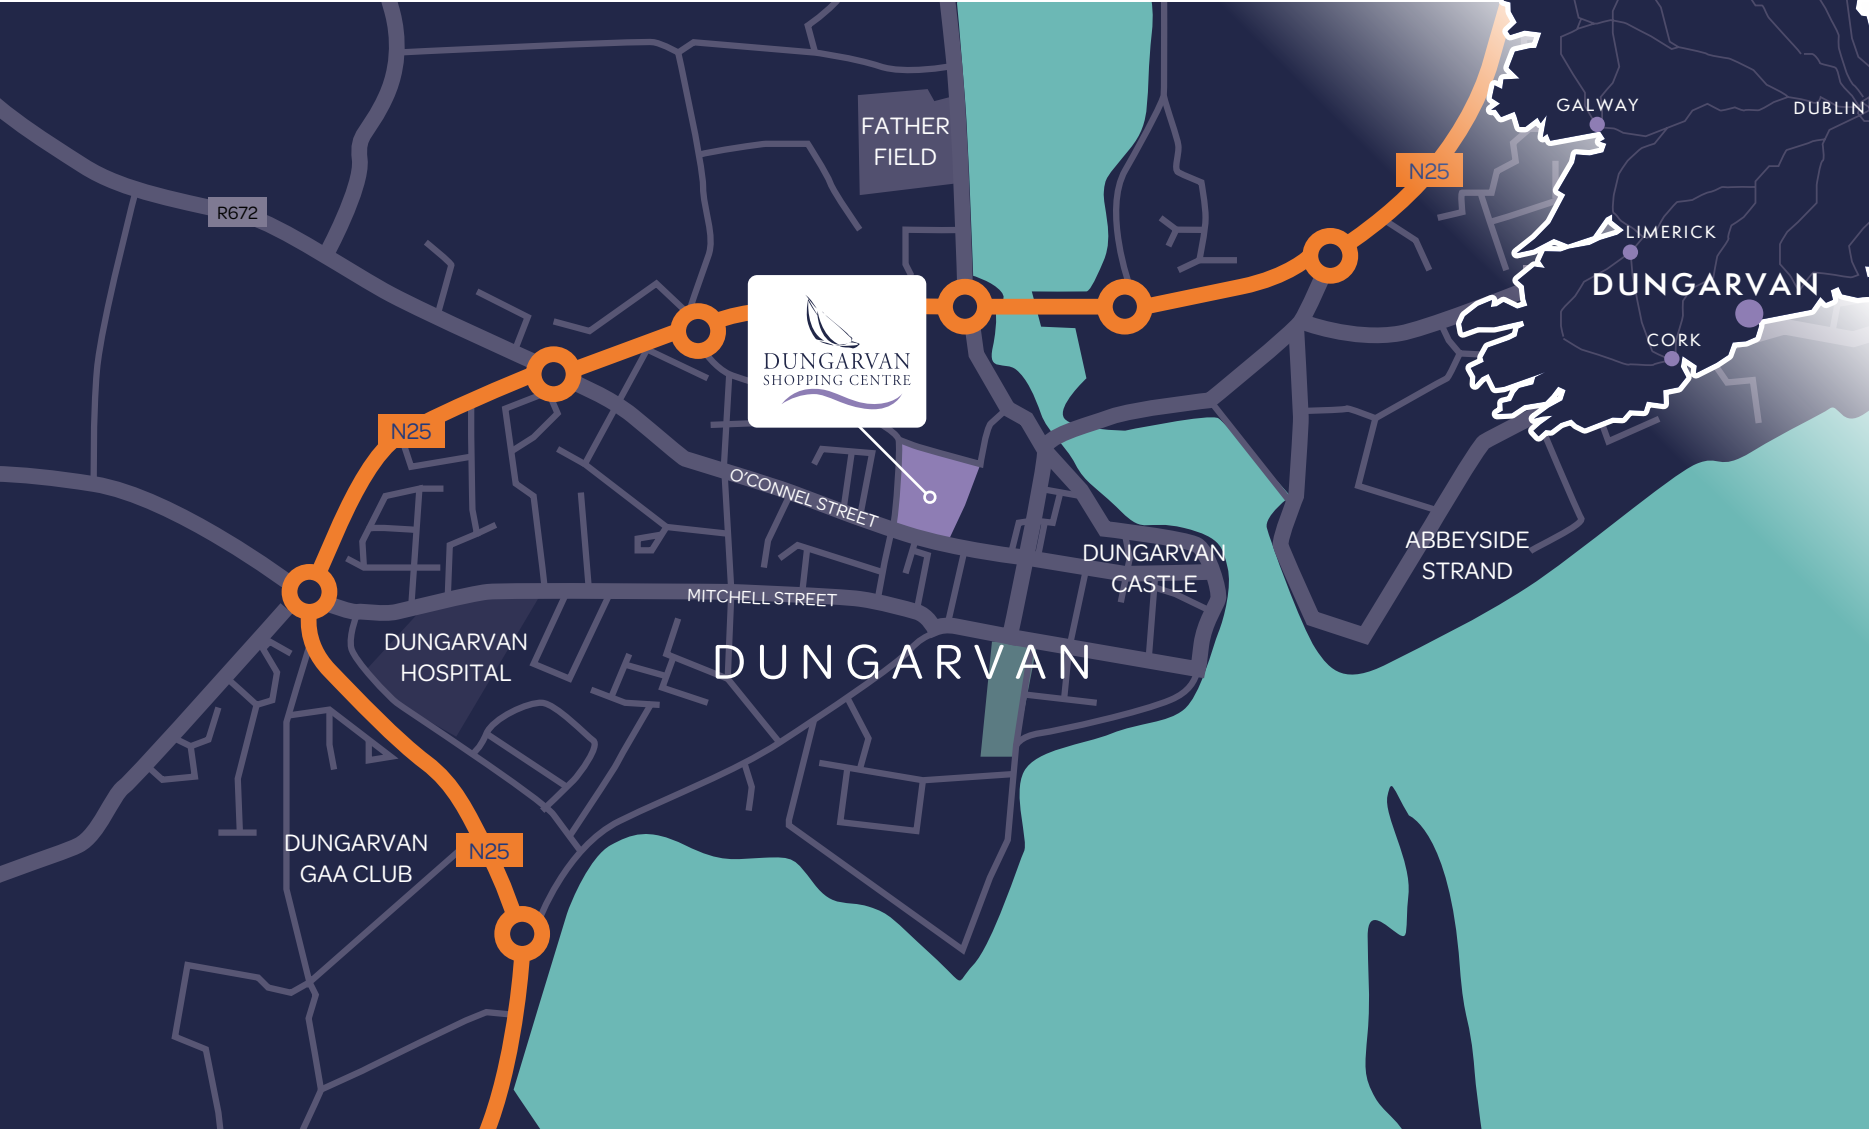 FATHER
FIELD
N25
R672
GALWAY
DUBLIN
LIMERICK
DUNGARVAN
CORK
DUNGARVAN
SHOPPING CENTRE
N25
O'CONNEL STREET
DUNGARVAN
CASTLE
ABBEYSIDE
STRAND
MITCHELL STREET
DUNGARVAN
HOSPITAL
DUNGARVAN
DUNGARVAN
GAA CLUB
N25